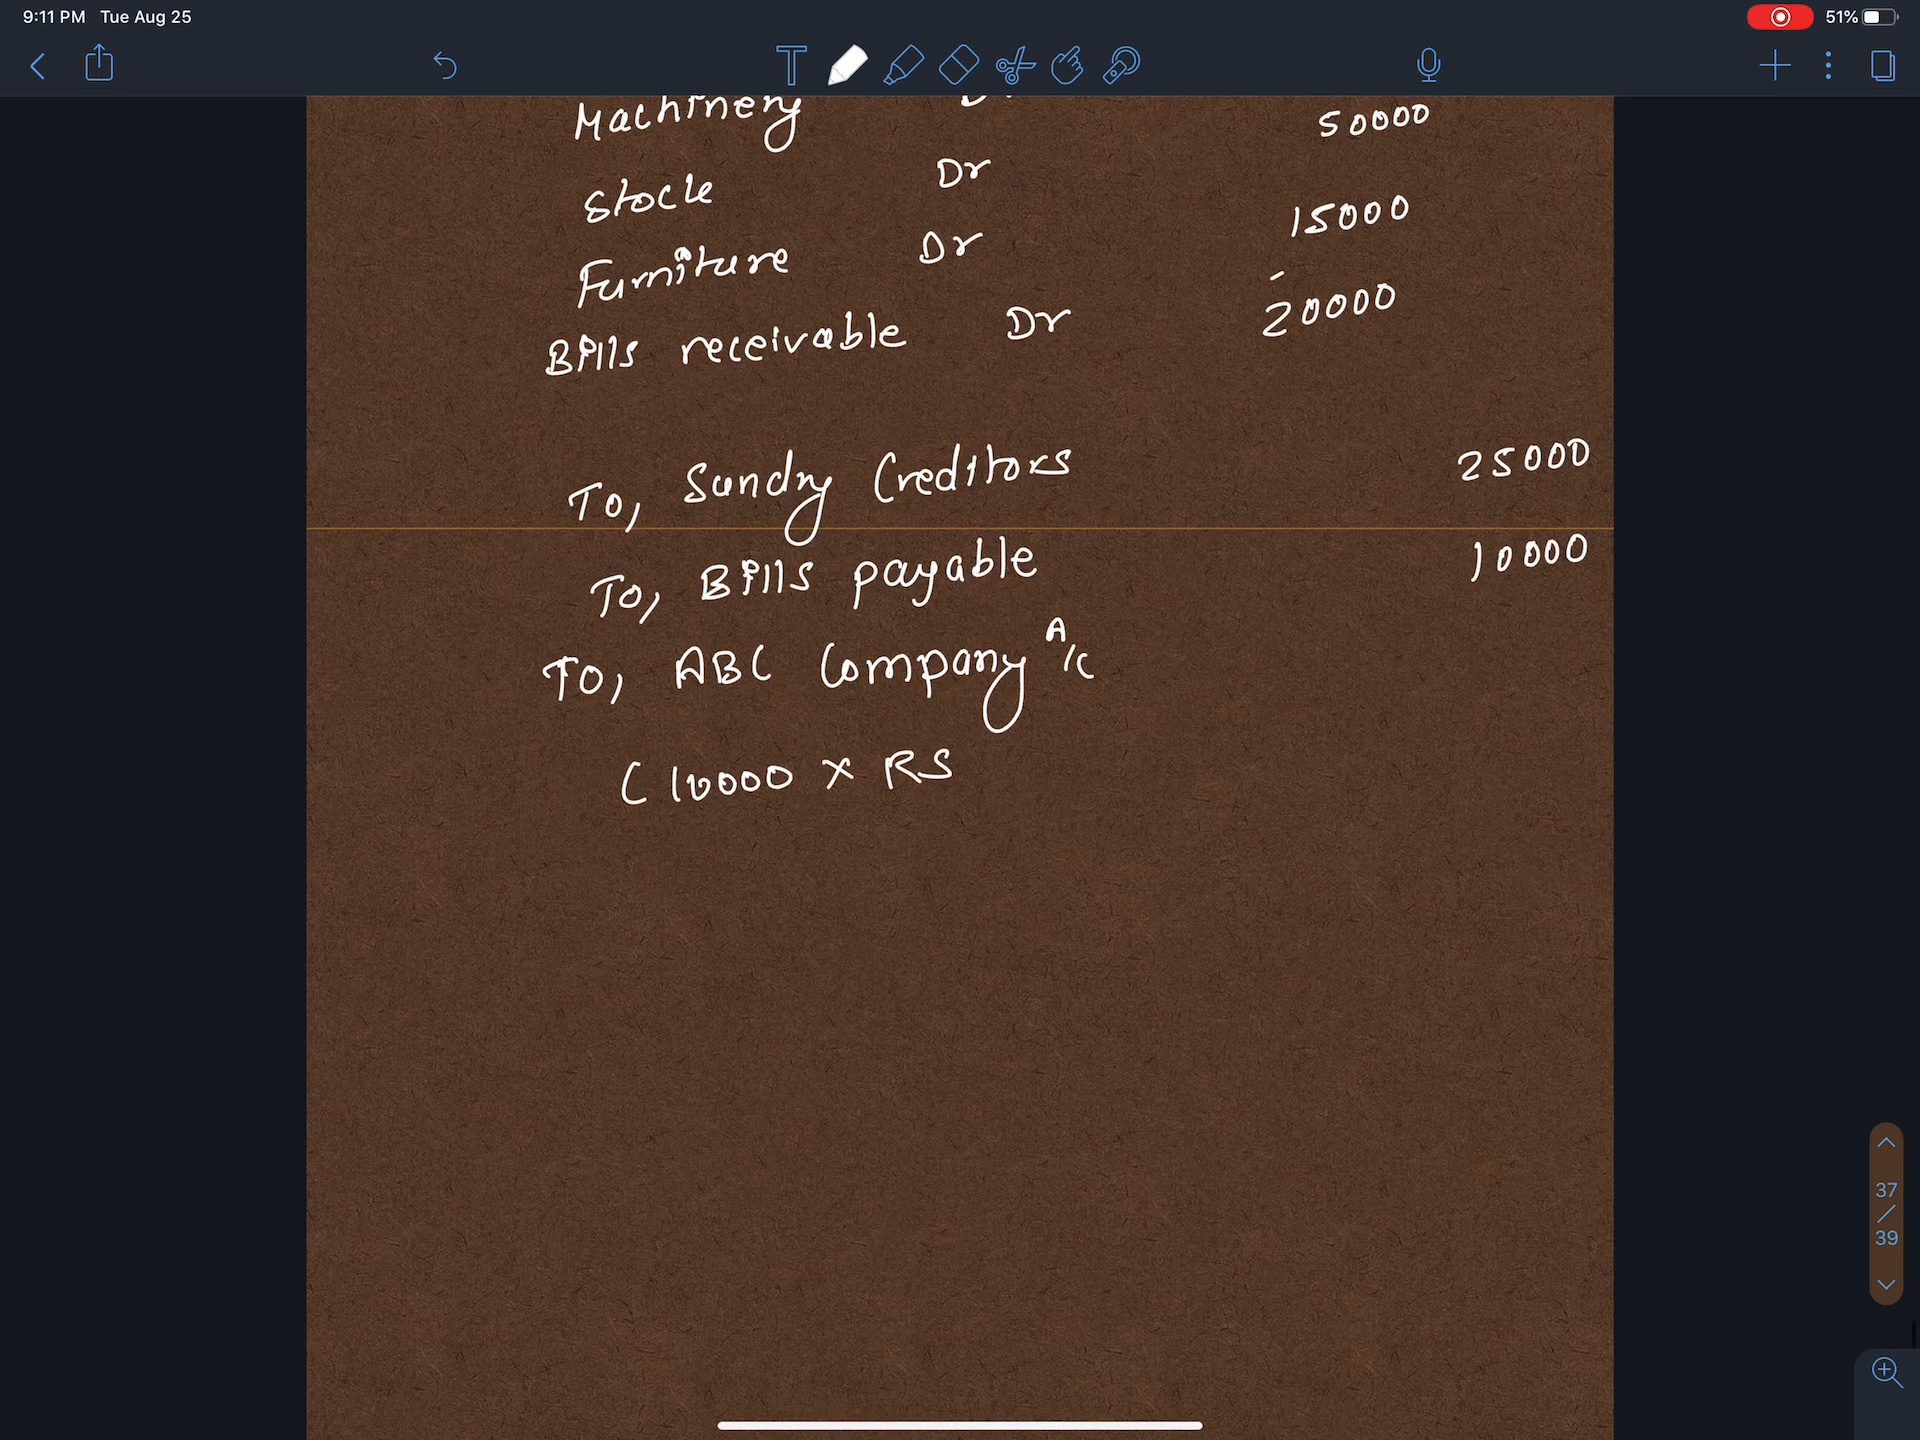 9:11 PM Tue Aug 25
51%
Machinery
50000
Stock Dr
15000
Furniture Dr
20000
Bills receivable Dr
To, Sundry Creditors 25000
To, Bills payable 10000
To, ABC Company A/c
(10000 x RS
37
/
39